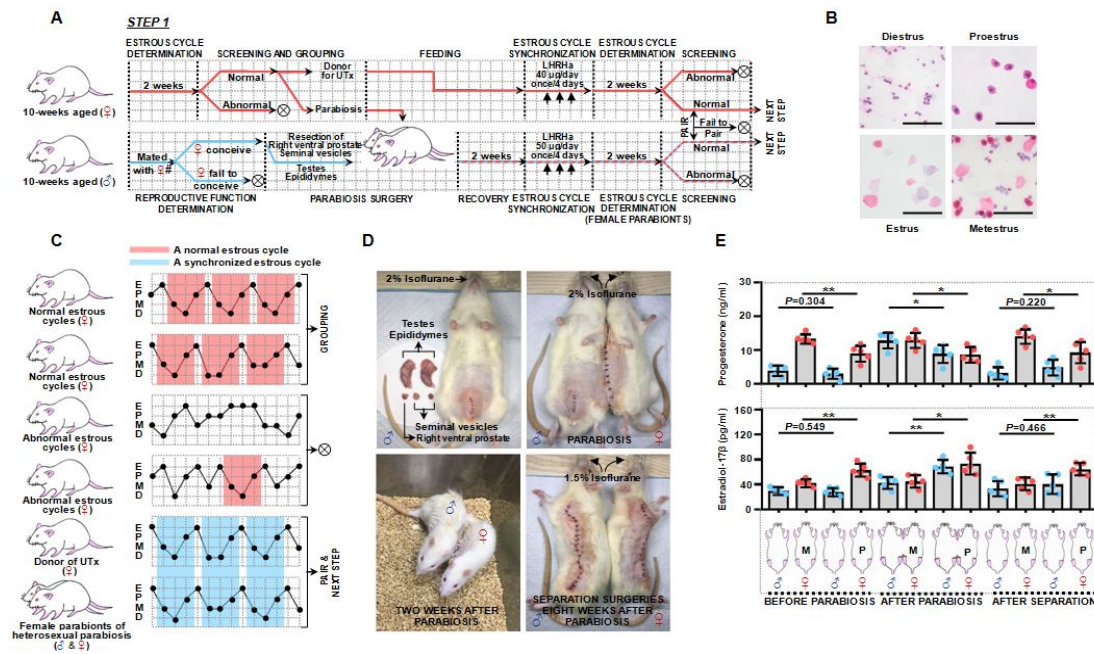 A
STEP 1
ESTROUS CYCLE
DETERMINATION
SCREENING AND GROUPING
FEEDING
ESTROUS CYCLE
SYNCHRONIZATION
ESTROUS CYCLE
DETERMINATION
SCREENING
2 weeks
Normal
Abnormal
Donor
for UTx
Parabiosis
LHRHa
40 µg/day
once/4 days
2 weeks
Abnormal
Normal
NEXT
STEP
10-weeks aged (♀)
PAIR
Fail to
Pair
Mated
with ♀ #
♀ conceive
♀ fail to
conceive
Resection of
Right ventral prostate
Seminal vesicles
Testes
Epididymes
2 weeks
LHRHa
50 µg/day
once/4 days
2 weeks
Normal
Abnormal
NEXT
STEP
10-weeks aged (♂)
REPRODUCTIVE FUNCTION
DETERMINATION
PARABIOSIS SURGERY
RECOVERY
ESTROUS CYCLE
SYNCHRONIZATION
ESTROUS CYCLE
DETERMINATION
(FEMALE PARABIONTS)
SCREENING
B
Diestrus
Proestrus
Estrus
Metestrus
C
A normal estrous cycle
A synchronized estrous cycle
Normal estrous
cycles (♀)
E
P
M
D
Normal estrous
cycles (♀)
E
P
M
D
GROUPING
Abnormal estrous
cycles (♀)
E
P
M
D
Abnormal estrous
cycles (♀)
E
P
M
D
Donor of UTx
(♀)
E
P
M
D
Female parabionts of
heterosexual parabiosis
(♂ & ♀)
E
P
M
D
PAIR &
NEXT STEP
D
2% Isoflurane
Testes
Epididymes
Seminal vesicles
Right ventral prostate
♂
2% Isoflurane
♂
PARABIOSIS
♀
♂
♀
TWO WEEKS AFTER
PARABIOSIS
1.5% Isoflurane
SEPARATION SURGERIES
EIGHT WEEKS AFTER
PARABIOSIS
♂
♀
E
Progesterone (ng/ml)
30
20
10
0
P=0.304
**
*
*
P=0.220
*
Estradiol-17β (pg/ml)
160
120
80
40
0
P=0.549
**
**
*
P=0.466
**
M
P
M
P
M
P
♂ ♀ ♂ ♀ ♂ ♀ ♂ ♀ ♂ ♀ ♂ ♀
BEFORE PARABIOSIS
AFTER PARABIOSIS
AFTER SEPARATION